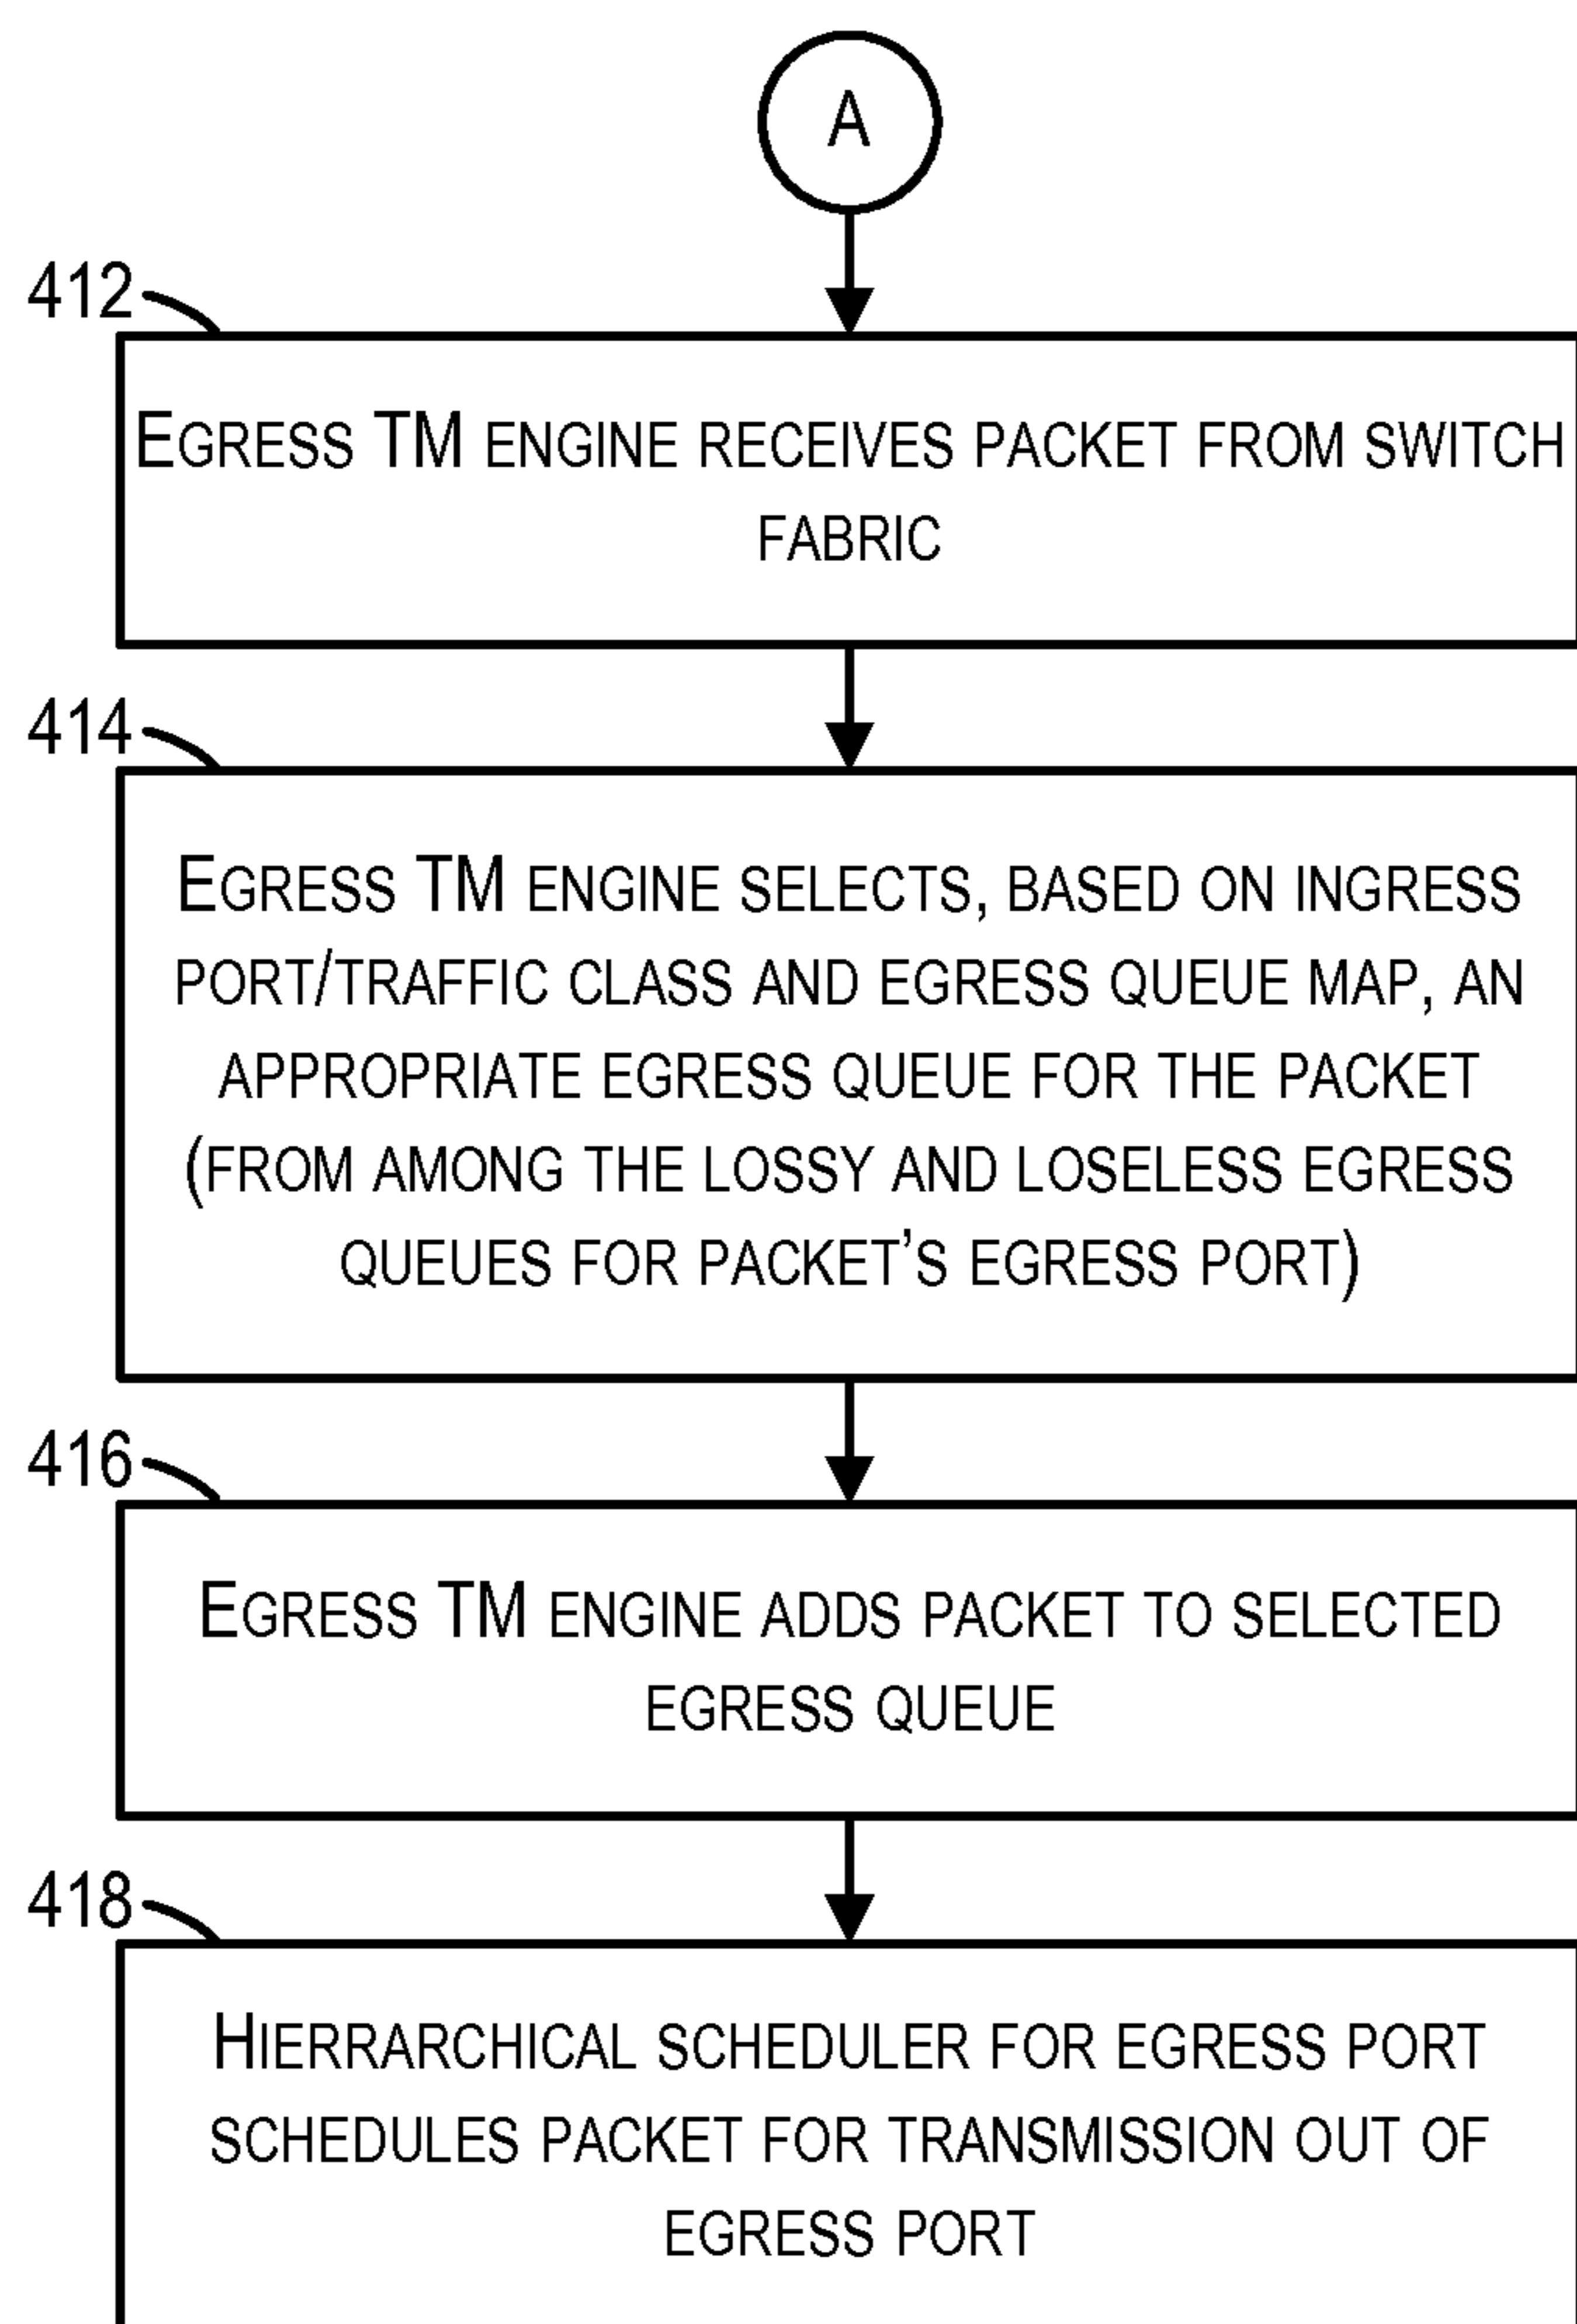 A
412
EGRESS TM ENGINE RECEIVES PACKET FROM SWITCH
FABRIC
414
EGRESS TM ENGINE SELECTS, BASED ON INGRESS
PORT/TRAFFIC CLASS AND EGRESS QUEUE MAP, AN
APPROPRIATE EGRESS QUEUE FOR THE PACKET
(FROM AMONG THE LOSSY AND LOSELESS EGRESS
QUEUES FOR PACKET'S EGRESS PORT)
416
EGRESS TM ENGINE ADDS PACKET TO SELECTED
EGRESS QUEUE
418
HIERRARCHICAL SCHEDULER FOR EGRESS PORT
SCHEDULES PACKET FOR TRANSMISSION OUT OF
EGRESS PORT